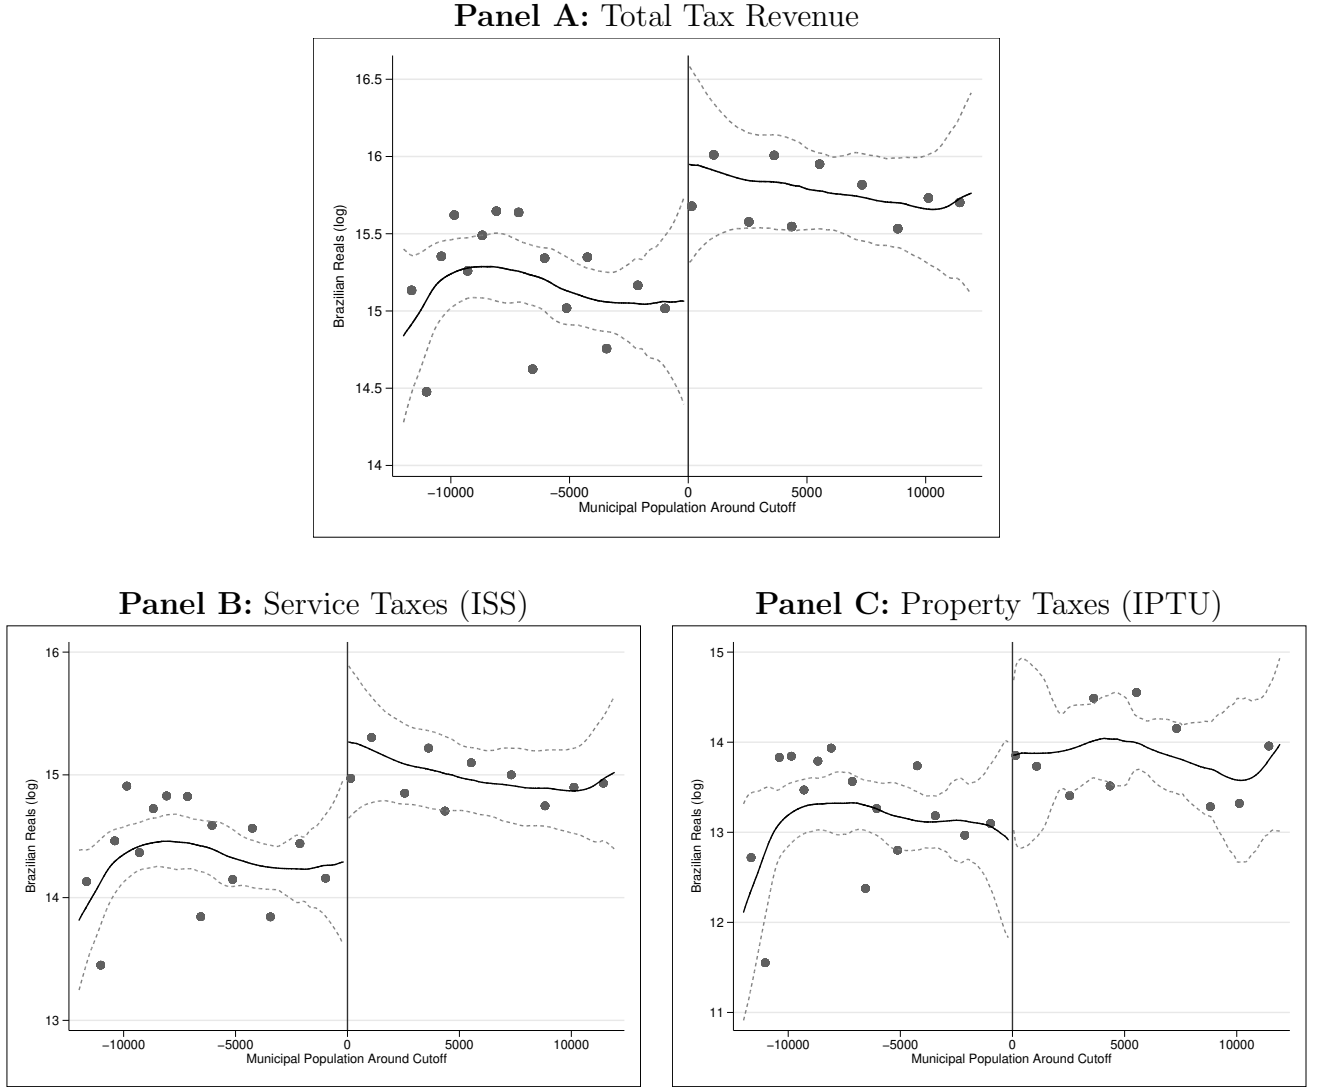 Panel A: Total Tax Revenue
16.5
16
15.5
15
14.5
14
Brazilian Reals (log)
−10000 −5000 0 5000 10000
Municipal Population Around Cutoff
Panel B: Service Taxes (ISS)
16
15
14
13
Brazilian Reals (log)
−10000 −5000 0 5000 10000
Municipal Population Around Cutoff
Panel C: Property Taxes (IPTU)
15
14
13
12
11
Brazilian Reals (log)
−10000 −5000 0 5000 10000
Municipal Population Around Cutoff